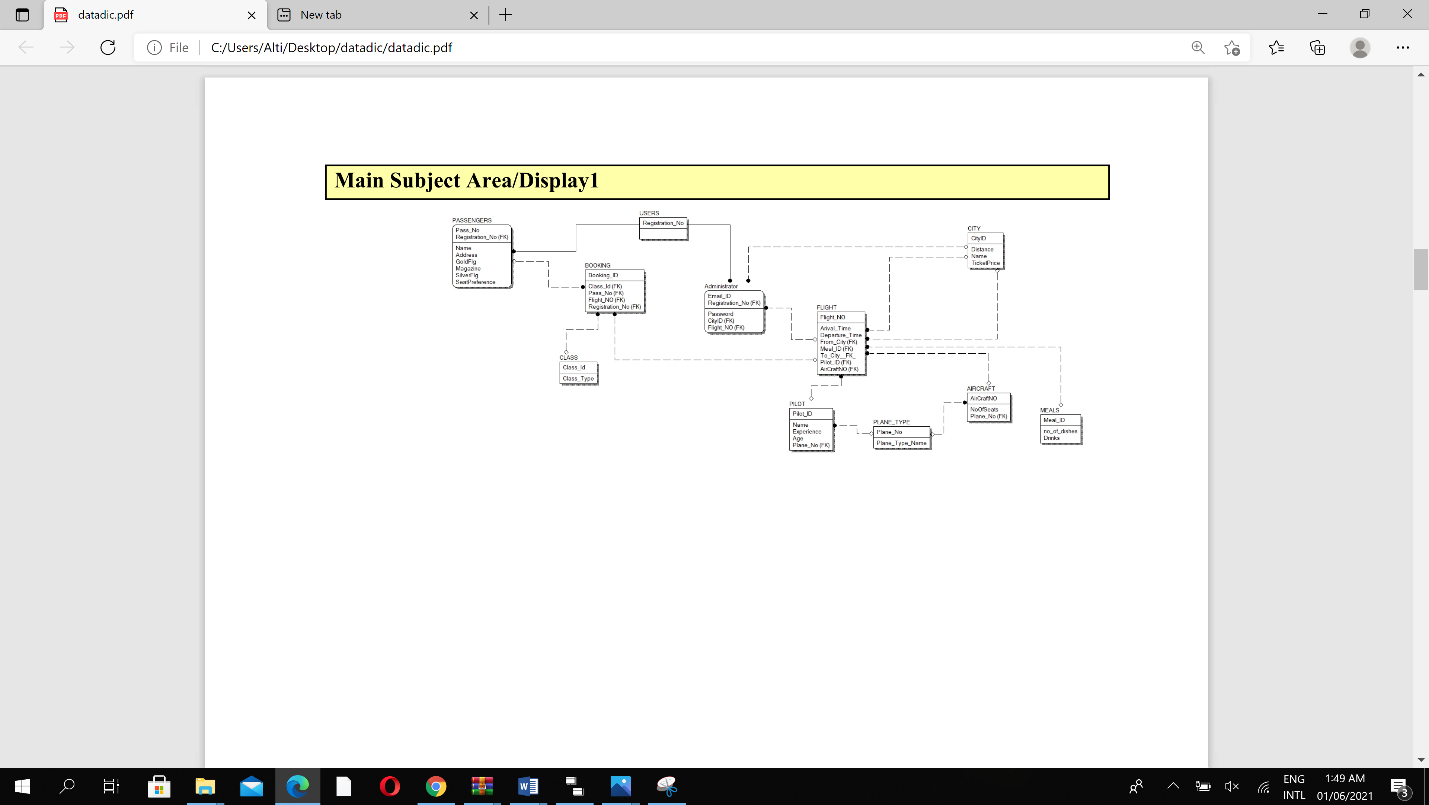 datadic.pdf
New tab
File
C:/Users/Alti/Desktop/datadic/datadic.pdf
Main Subject Area/Display1
PASSENGERS
Pass_No
Registration_No (FK)
Name
Address
GoldFlg
Magazino
SilverFlg
SeatPreference
USERS
Registration_No
BOOKING
Booking_ID
Class_Id (FK)
Pass_No (FK)
Flight_NO (FK)
Registration_No (FK)
CLASS
Class_Id
Class_Type
Administrator
Email_ID
Registration_No (FK)
Password
CityID (FK)
Flight_NO (FK)
CITY
CityID
Distance
Name
TicketPrice
FLIGHT
Flight_NO
Arival_Time
Departure_Time
From_City (FK)
Meal_ID (FK)
To_City__FK_
Pilot_ID (FK)
AirCraftNO (FK)
PILOT
Pilot_ID
Name
Experience
Age
Plane_No (FK)
PLANE_TYPE
Plane_No
Plane_Type_Name
AIRCRAFT
AirCraftNO
NoOfSeats
Plane_No (FK)
MEALS
Meal_ID
no_of_dishes
Drinks
ENG
INTL
1:49 AM
01/06/2021
3